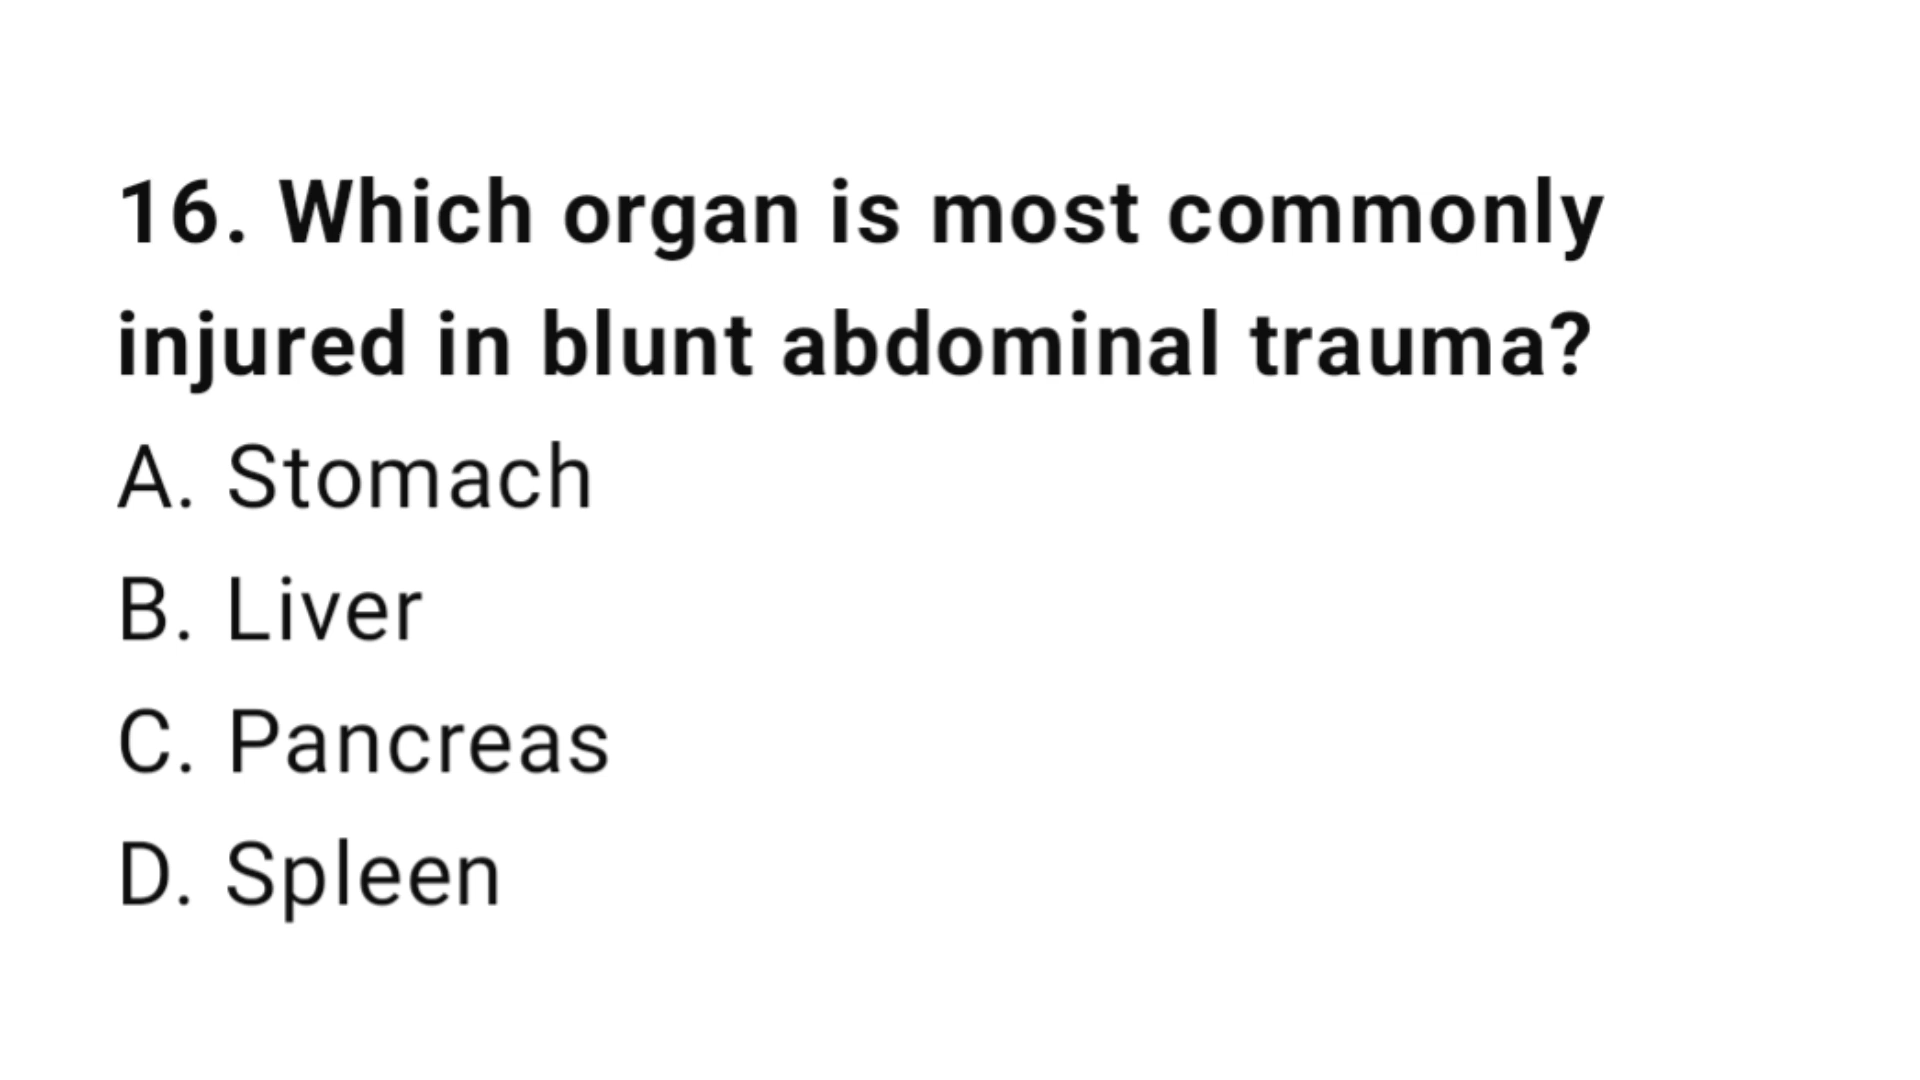 16. Which organ is most commonly
injured in blunt abdominal trauma?
A. Stomach
B. Liver
C. Pancreas
D. Spleen